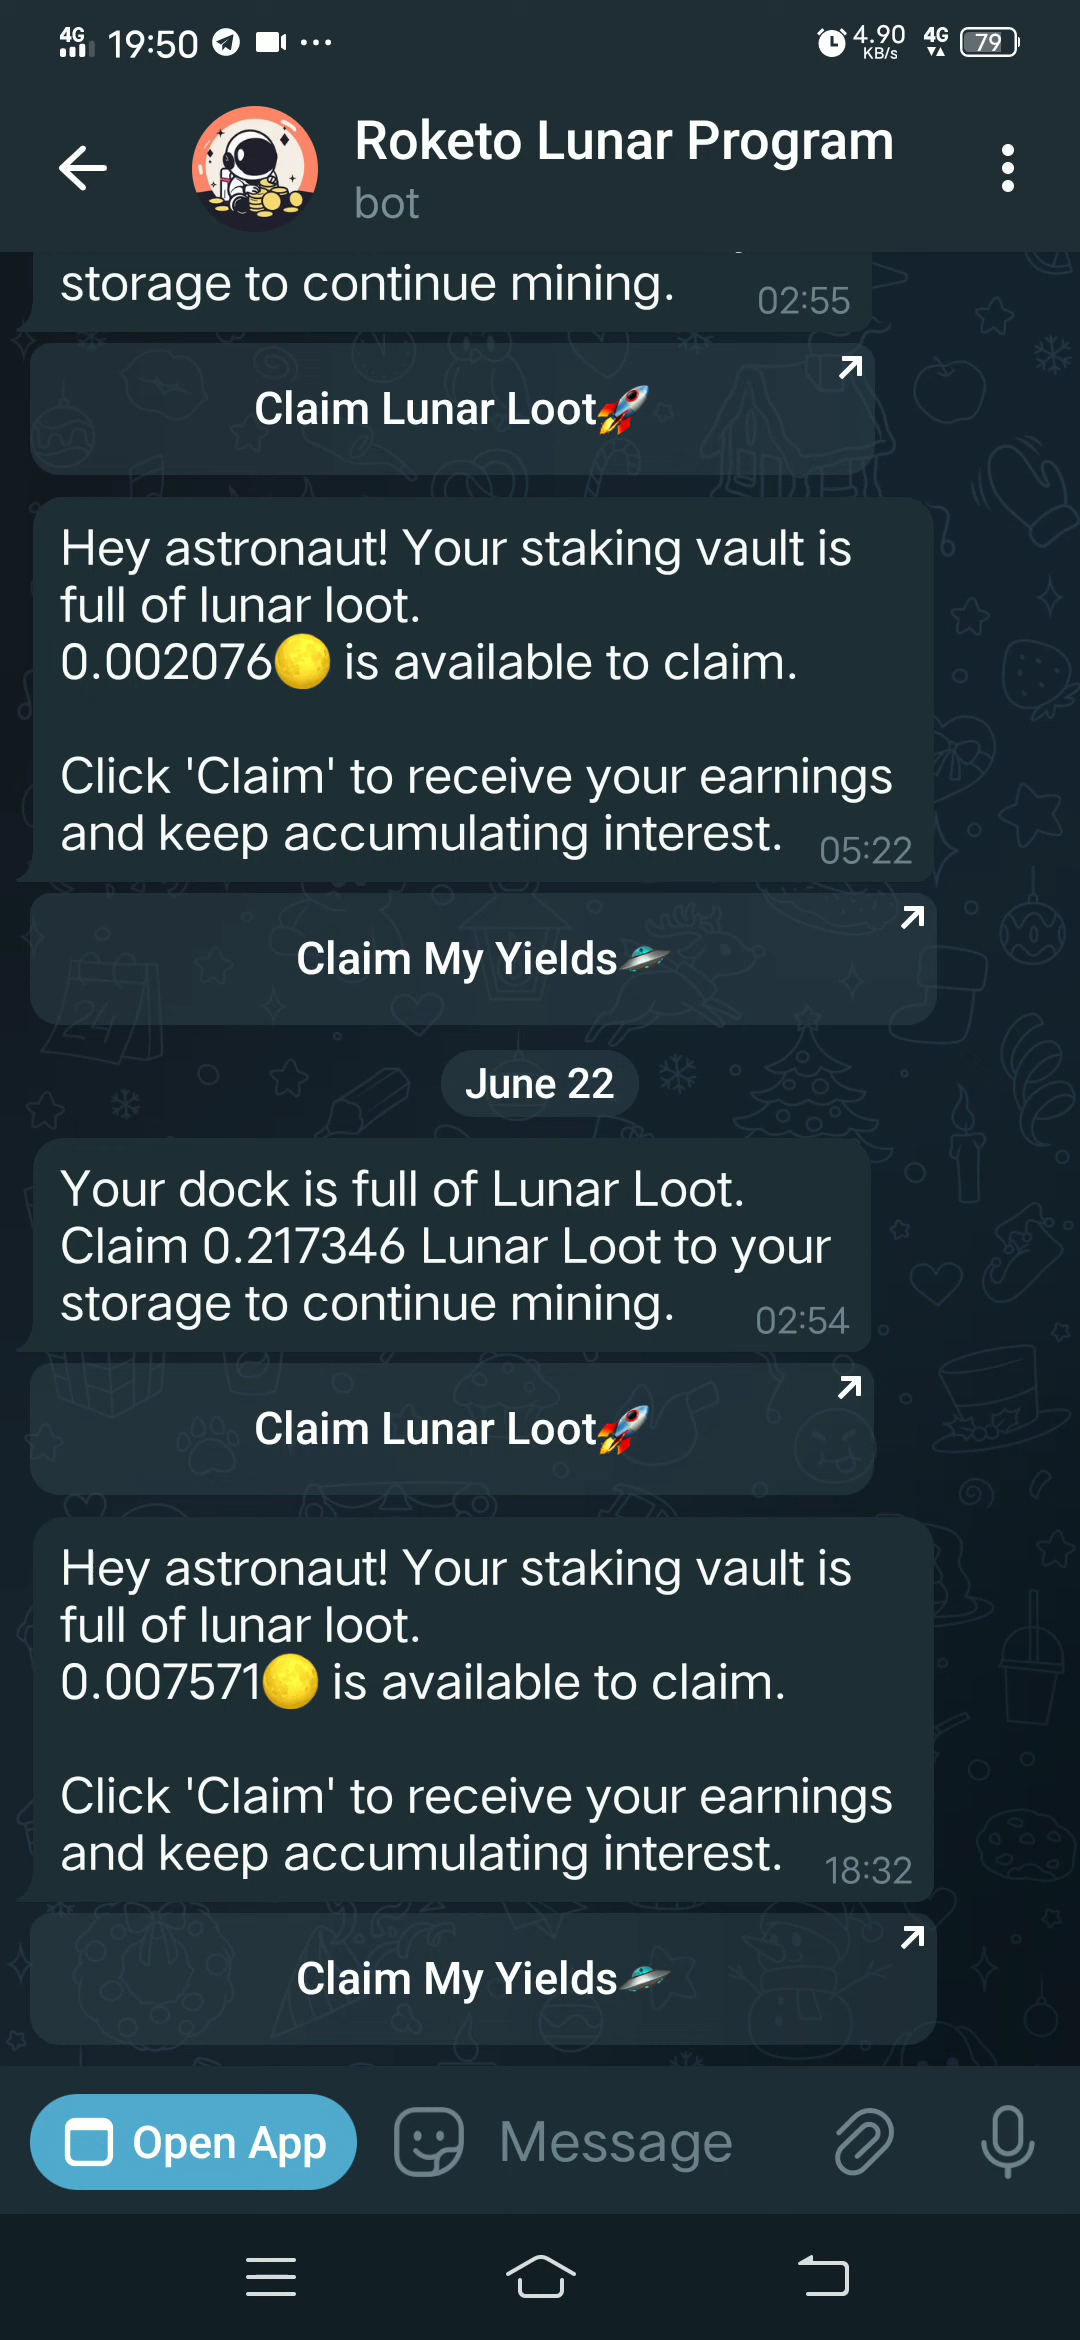 4G 19:50 4.90 KB/s 4G 79
Roketo Lunar Program
bot
storage to continue mining. 02:55
Claim Lunar Loot🚀
Hey astronaut! Your staking vault is
full of lunar loot.
0.002076🌕 is available to claim.
Click 'Claim' to receive your earnings
and keep accumulating interest. 05:22
Claim My Yields🛸
June 22
Your dock is full of Lunar Loot.
Claim 0.217346 Lunar Loot to your
storage to continue mining. 02:54
Claim Lunar Loot🚀
Hey astronaut! Your staking vault is
full of lunar loot.
0.007571🌕 is available to claim.
Click 'Claim' to receive your earnings
and keep accumulating interest. 18:32
Claim My Yields🛸
Open App Message